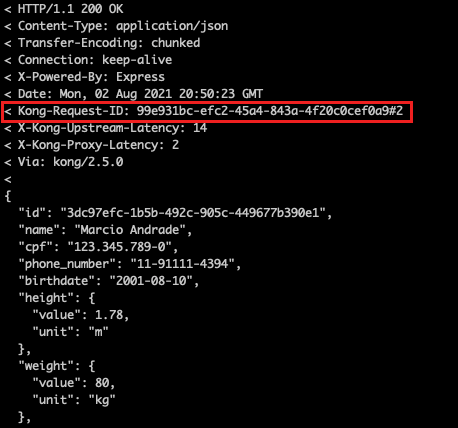 < HTTP/1.1 200 OK
< Content-Type: application/json
< Transfer-Encoding: chunked
< Connection: keep-alive
< X-Powered-By: Express
< Date: Mon, 02 Aug 2021 20:50:23 GMT
< Kong-Request-ID: 99e931bc-efc2-45a4-843a-4f20c0cef0a9#2
< X-Kong-Upstream-Latency: 14
< X-Kong-Proxy-Latency: 2
< Via: kong/2.5.0
<
{
  "id": "3dc97efc-1b5b-492c-905c-449677b390e1",
  "name": "Marcio Andrade",
  "cpf": "123.345.789-0",
  "phone_number": "11-91111-4394",
  "birthdate": "2001-08-10",
  "height": {
    "value": 1.78,
    "unit": "m"
  },
  "weight": {
    "value": 80,
    "unit": "kg"
  },